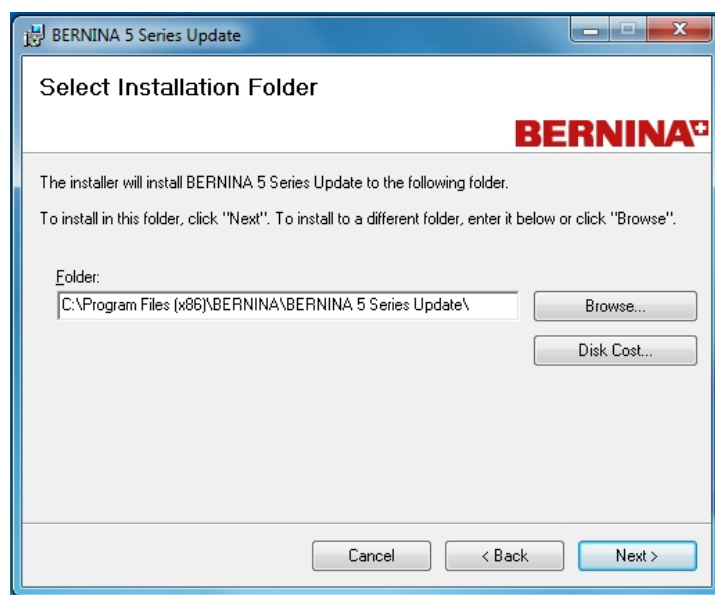 BERNINA 5 Series Update
Select Installation Folder
BERNINA
The installer will install BERNINA 5 Series Update to the following folder.
To install in this folder, click "Next". To install to a different folder, enter it below or click "Browse".
Folder:
C:\Program Files (x86)\BERNINA\BERNINA 5 Series Update\
Browse...
Disk Cost...
Cancel
< Back
Next >